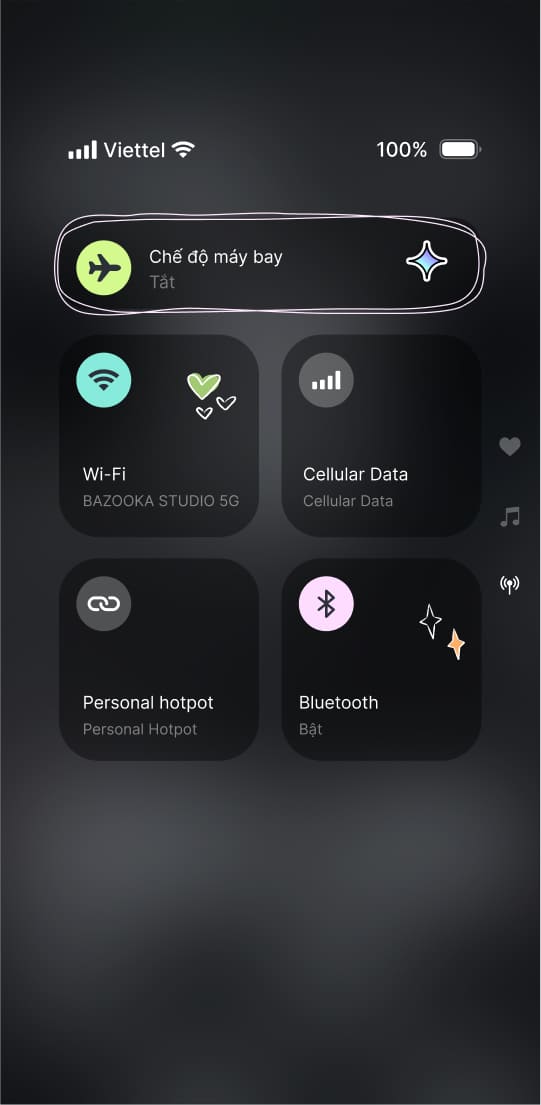 Viettel
100%
Chế độ máy bay
Tắt
Wi-Fi
BAZOOKA STUDIO 5G
Cellular Data
Cellular Data
Personal hotpot
Personal Hotpot
Bluetooth
Bật